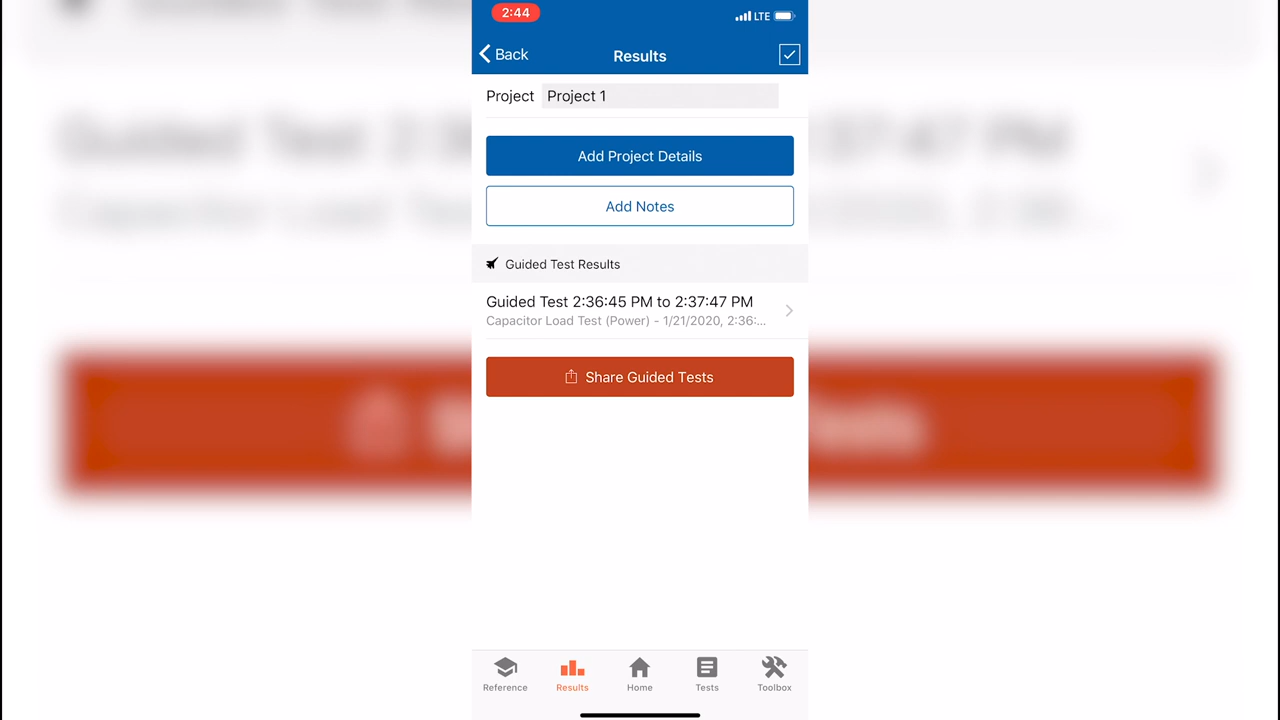 2:44
LTE
Back
Results
Project Project 1
Add Project Details
Add Notes
Guided Test Results
Guided Test 2:36:45 PM to 2:37:47 PM
Capacitor Load Test (Power) - 1/21/2020, 2:36:...
Share Guided Tests
Reference
Results
Home
Tests
Toolbox